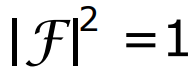 |ℱ|² =1